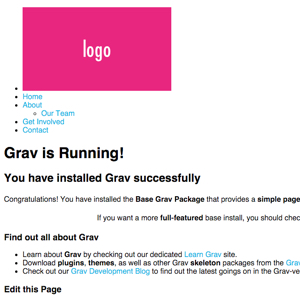 logo
Home
About
Our Team
Get Involved
Contact
Grav is Running!
You have installed Grav successfully
Congratulations! You have installed the Base Grav Package that provides a simple page
If you want a more full-featured base install, you should chec
Find out all about Grav
Learn about Grav by checking out our dedicated Learn Grav site.
Download plugins, themes, as well as other Grav skeleton packages from the Grav
Check out our Grav Development Blog to find out the latest goings on in the Grav-ve
Edit this Page